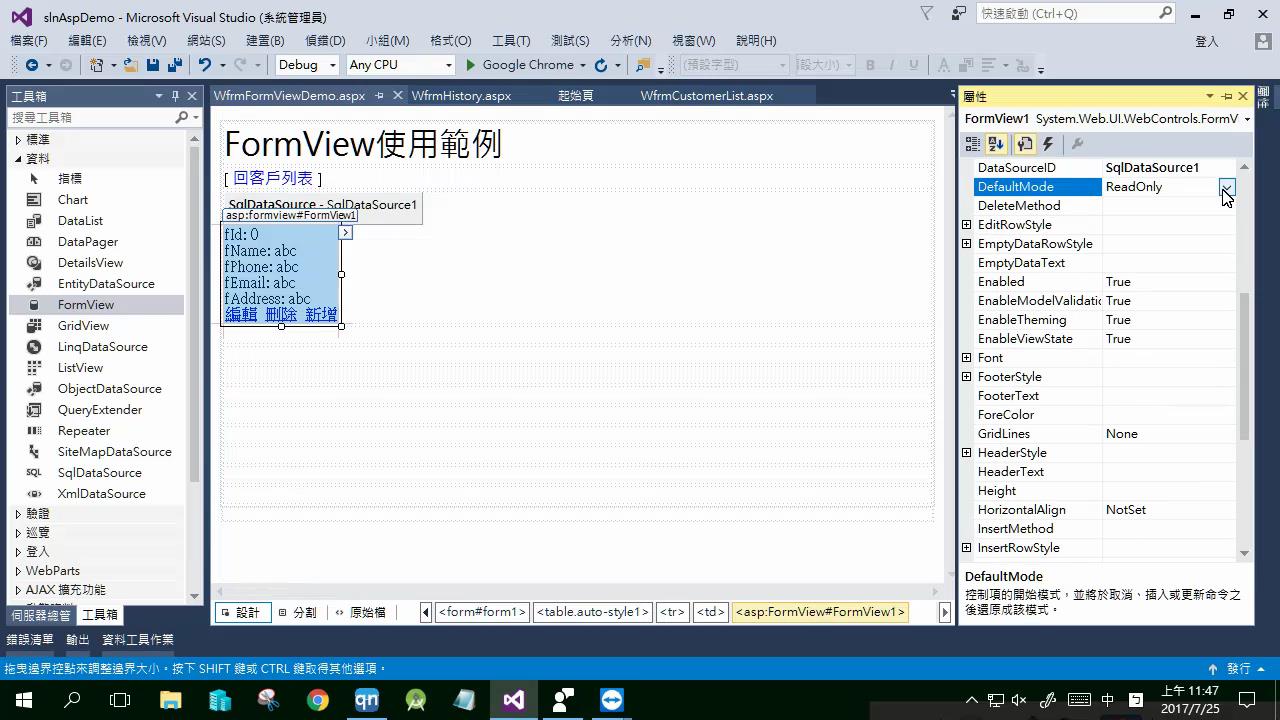 slnAspDemo - Microsoft Visual Studio (系統管理員)
快速啟動 (Ctrl+Q)
檔案(F) 編輯(E) 檢視(V) 網站(S) 建置(B) 偵錯(D) 小組(M) 格式(O) 工具(T) 測試(S) 分析(N) 視窗(W) 說明(H) 登入
Debug Any CPU Google Chrome (預設字型) (設大小) B I U
工具箱
搜尋工具箱
標準
資料
指標
Chart
DataList
DataPager
DetailsView
EntityDataSource
FormView
GridView
LinqDataSource
ListView
ObjectDataSource
QueryExtender
Repeater
SiteMapDataSource
SQL SqlDataSource
XmlDataSource
驗證
巡覽
登入
WebParts
AJAX 擴充功能
伺服器總管 工具箱
WfrmFormViewDemo.aspx WfrmHistory.aspx 起始頁 WfrmCustomerList.aspx
FormView使用範例
[ 回客戶列表 ]
SqlDataSource - SqlDataSource1
asp:formview#FormView1
fId: 0
fName: abc
fPhone: abc
fEmail: abc
fAddress: abc
編輯 刪除 新增
設計 分割 原始檔 <form#form1> <table.auto-style1> <tr> <td> <asp:FormView#FormView1>
屬性
FormView1 System.Web.UI.WebControls.FormV
DataSourceID SqlDataSource1
DefaultMode ReadOnly
DeleteMethod
EditRowStyle
EmptyDataRowStyle
EmptyDataText
Enabled True
EnableModelValidatio True
EnableTheming True
EnableViewState True
Font
FooterStyle
FooterText
ForeColor
GridLines None
HeaderStyle
HeaderText
Height
HorizontalAlign NotSet
InsertMethod
InsertRowStyle
DefaultMode
控制項的開始模式，並將於取消、插入或更新命令之
後還原成該模式。
錯誤清單 輸出 資料工具作業
拖曳邊界控點來調整邊界大小。按下 SHIFT 鍵或 CTRL 鍵取得其他選項。 發行
qn 中 上午 11:47
2017/7/25